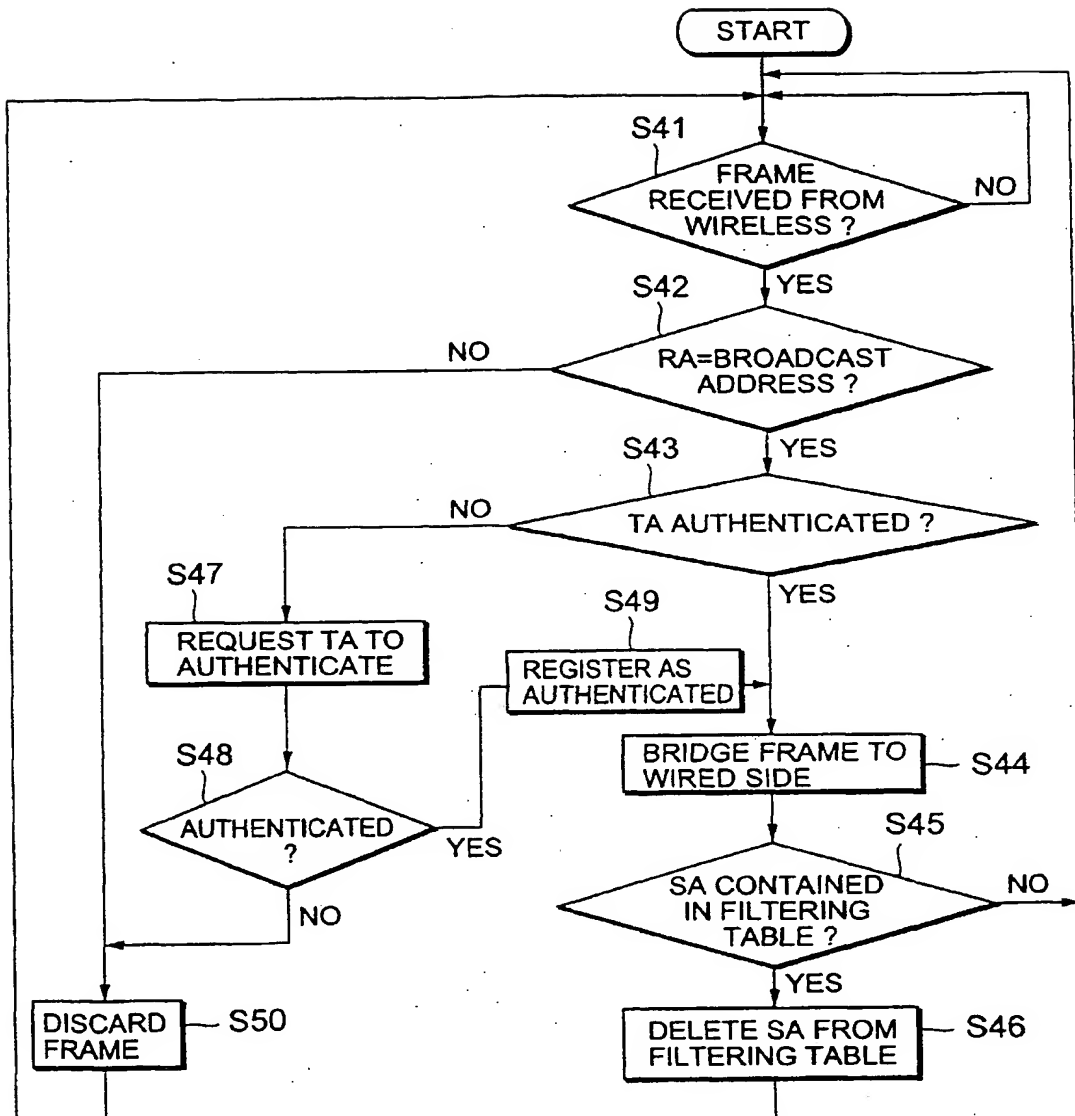 START
S41
FRAME
RECEIVED FROM
WIRELESS ?
NO
YES
S42
NO
RA=BROADCAST
ADDRESS ?
YES
S43
NO
TA AUTHENTICATED ?
YES
S47
REQUEST TA TO
AUTHENTICATE
S49
REGISTER AS
AUTHENTICATED
S48
AUTHENTICATED
?
YES
NO
BRIDGE FRAME TO
WIRED SIDE
S44
S45
SA CONTAINED
IN FILTERING
TABLE ?
NO
YES
DISCARD
FRAME
S50
DELETE SA FROM
FILTERING TABLE
S46